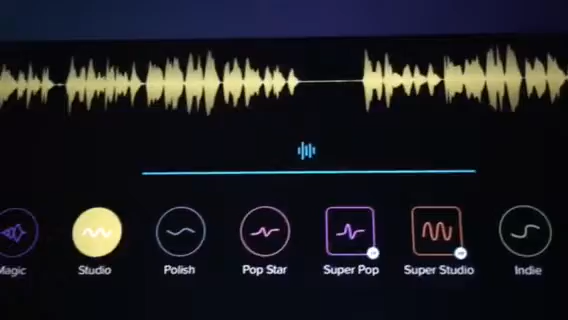 Magic
Studio
Polish
Pop Star
Super Pop
Super Studio
Indie